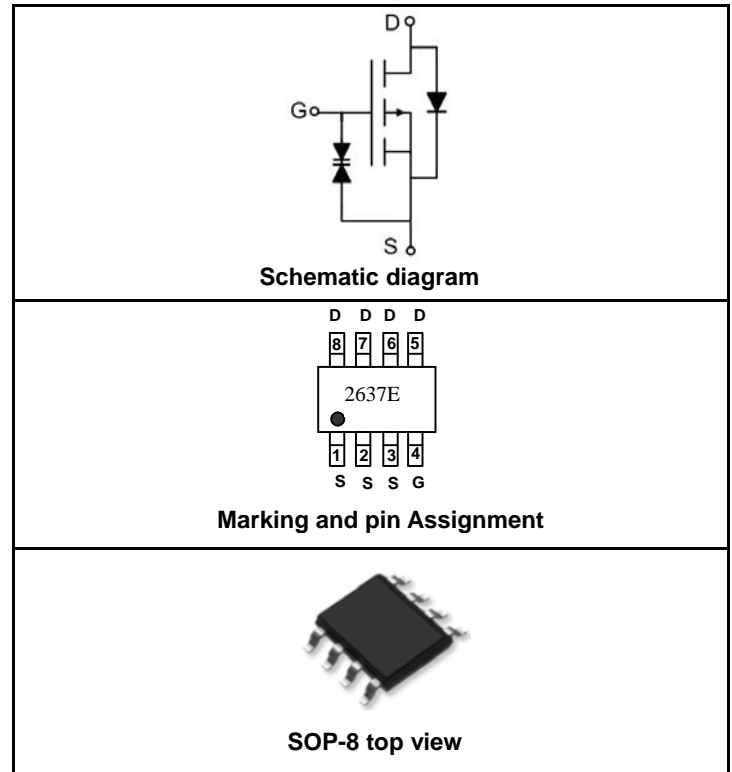 D
G
S
Schematic diagram
D D D D
8 7 6 5
2637E
1 2 3 4
S S S G
Marking and pin Assignment
SOP-8 top view